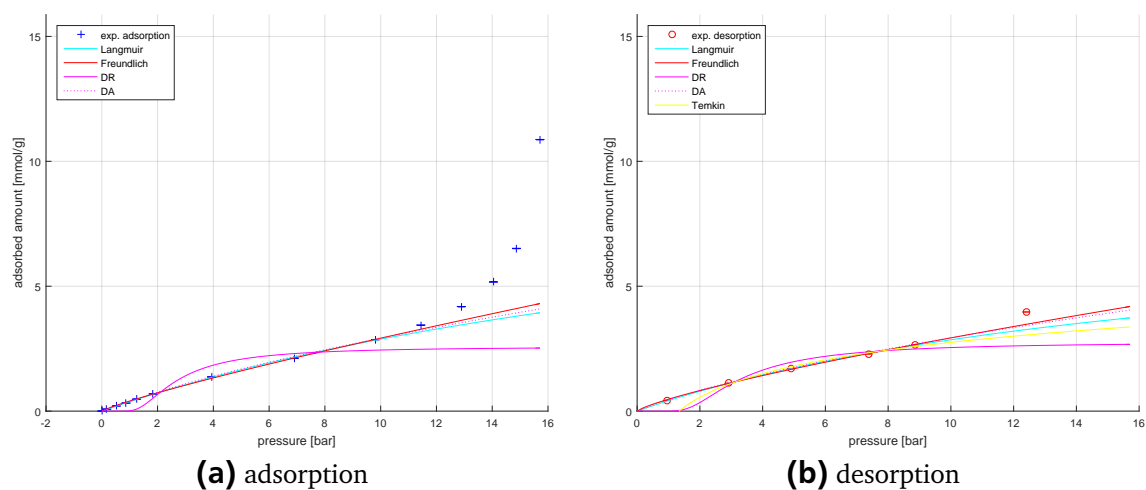 exp. adsorption
Langmuir
Freundlich
DR
DA
adsorbed amount [mmol/g]
15
10
5
0
-2 0 2 4 6 8 10 12 14 16
pressure [bar]
(a) adsorption
exp. desorption
Langmuir
Freundlich
DR
DA
Temkin
adsorbed amount [mmol/g]
15
10
5
0
0 2 4 6 8 10 12 14 16
pressure [bar]
(b) desorption